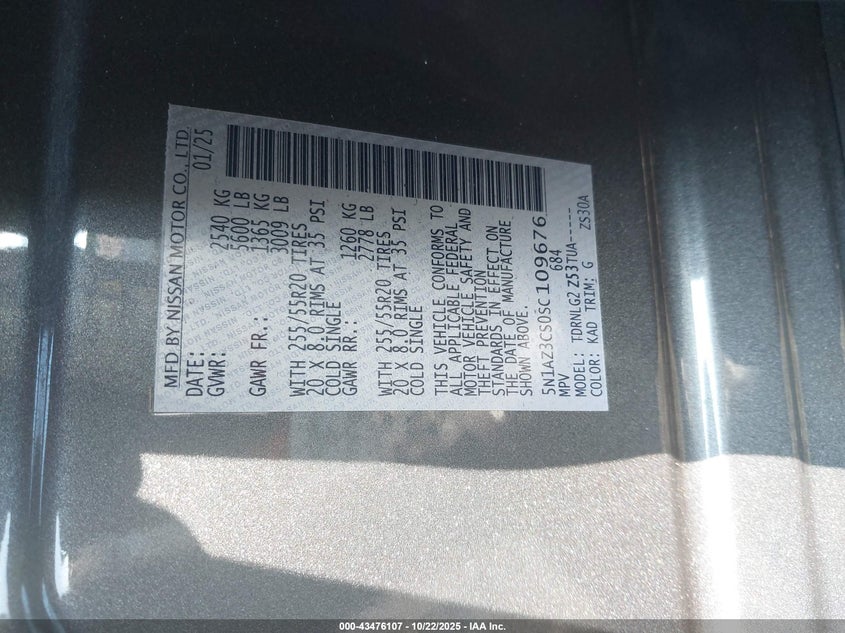 MFD BY NISSAN MOTOR CO., LTD.
DATE: 01/25
GVWR: 2540 KG
5600 LB
GAWR FR.: 1365 KG
3009 LB
WITH 255/55R20 TIRES
20 X 8.0 RIMS AT 35 PSI
COLD SINGLE
GAWR RR.: 1260 KG
2778 LB
WITH 255/55R20 TIRES
20 X 8.0 RIMS AT 35 PSI
COLD SINGLE
THIS VEHICLE CONFORMS TO
ALL APPLICABLE FEDERAL
MOTOR VEHICLE SAFETY AND
THEFT PREVENTION
STANDARDS IN EFFECT ON
THE DATE OF MANUFACTURE
SHOWN ABOVE.
5N1AZ3CS0SC109676
MPV 684
MODEL: TDRNLG2 Z53TUA-----
COLOR: KAD TRIM: G ZS30A
000-43476107 - 10/22/2025 - IAA Inc.